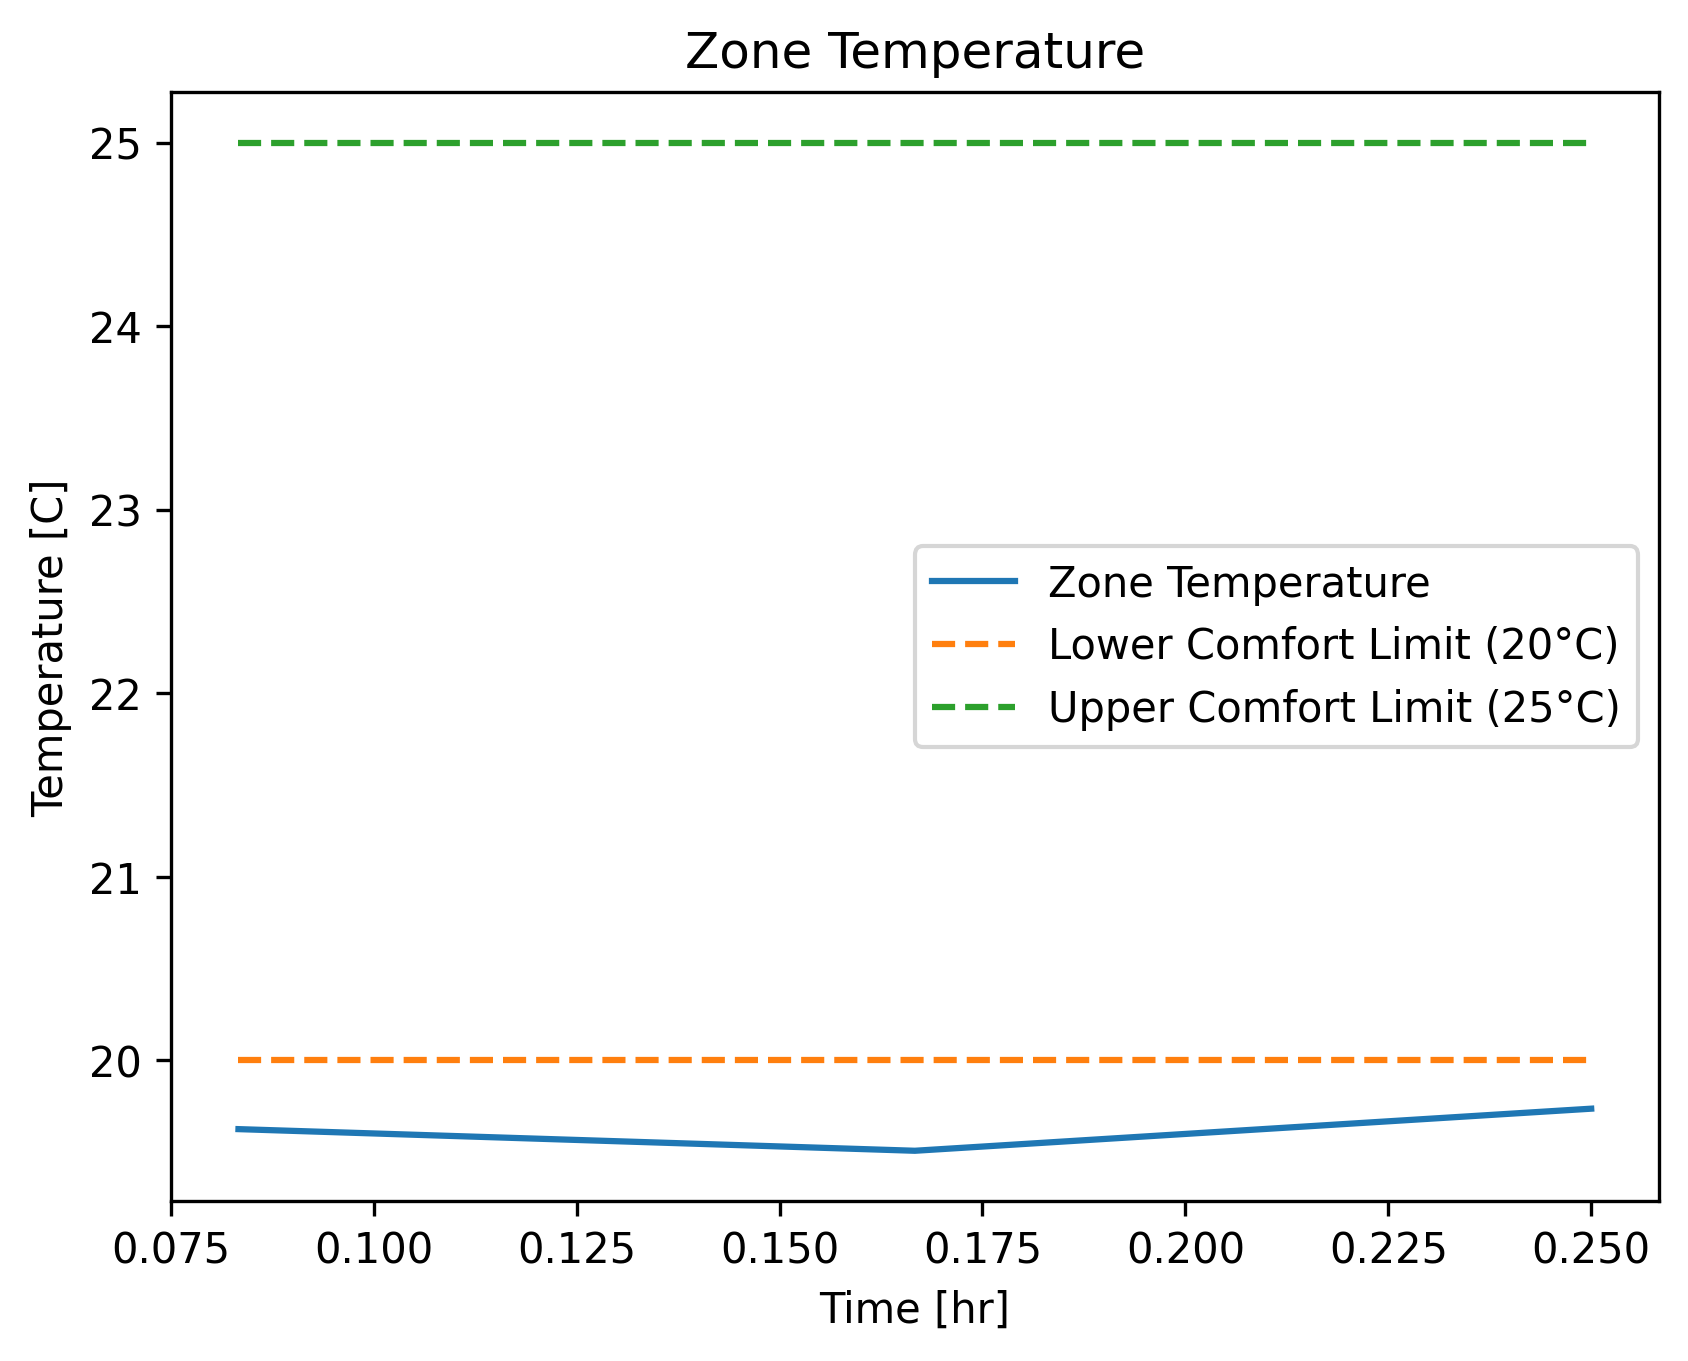 Zone Temperature
25
24
23
22
21
20
Temperature [C]
Zone Temperature
Lower Comfort Limit (20°C)
Upper Comfort Limit (25°C)
0.075 0.100 0.125 0.150 0.175 0.200 0.225 0.250
Time [hr]